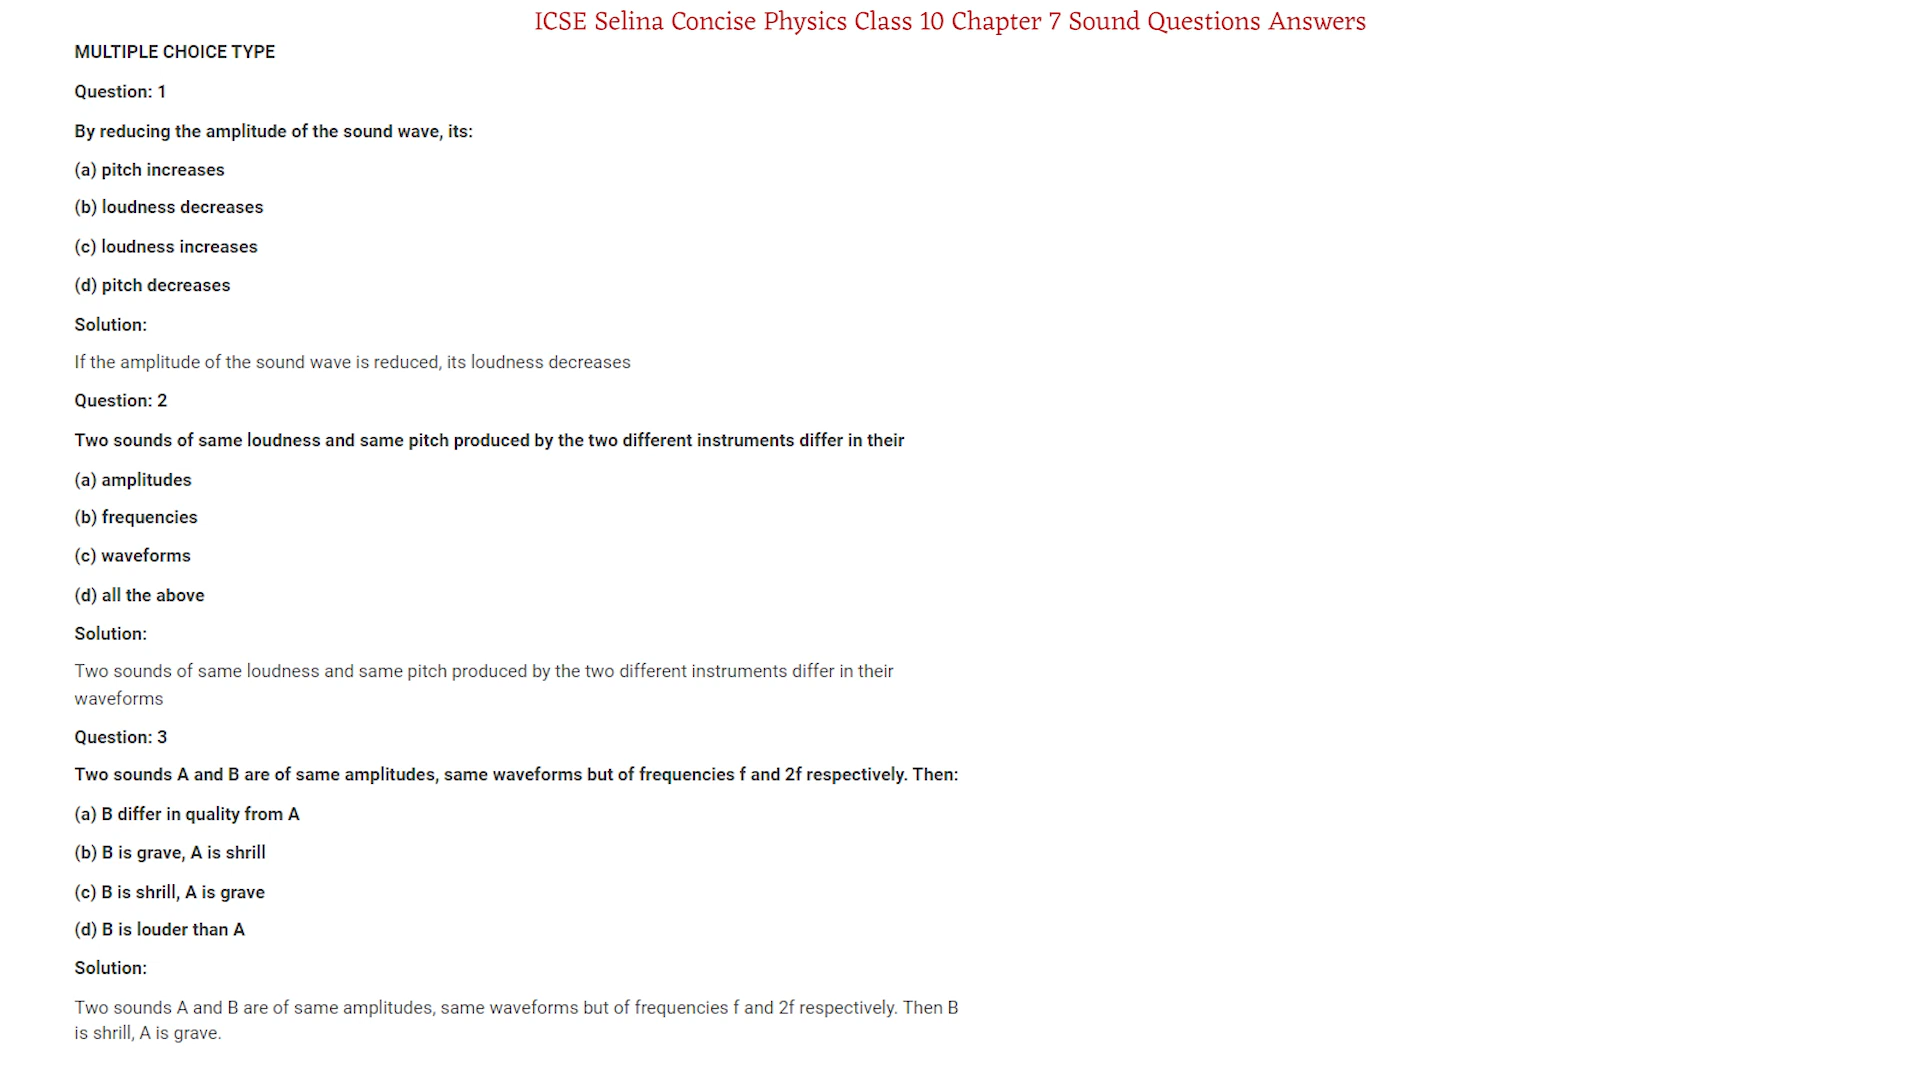 ICSE Selina Concise Physics Class 10 Chapter 7 Sound Questions Answers
MULTIPLE CHOICE TYPE
Question: 1
By reducing the amplitude of the sound wave, its:
(a) pitch increases
(b) loudness decreases
(c) loudness increases
(d) pitch decreases
Solution:
If the amplitude of the sound wave is reduced, its loudness decreases
Question: 2
Two sounds of same loudness and same pitch produced by the two different instruments differ in their
(a) amplitudes
(b) frequencies
(c) waveforms
(d) all the above
Solution:
Two sounds of same loudness and same pitch produced by the two different instruments differ in their
waveforms
Question: 3
Two sounds A and B are of same amplitudes, same waveforms but of frequencies f and 2f respectively. Then:
(a) B differ in quality from A
(b) B is grave, A is shrill
(c) B is shrill, A is grave
(d) B is louder than A
Solution:
Two sounds A and B are of same amplitudes, same waveforms but of frequencies f and 2f respectively. Then B
is shrill, A is grave.